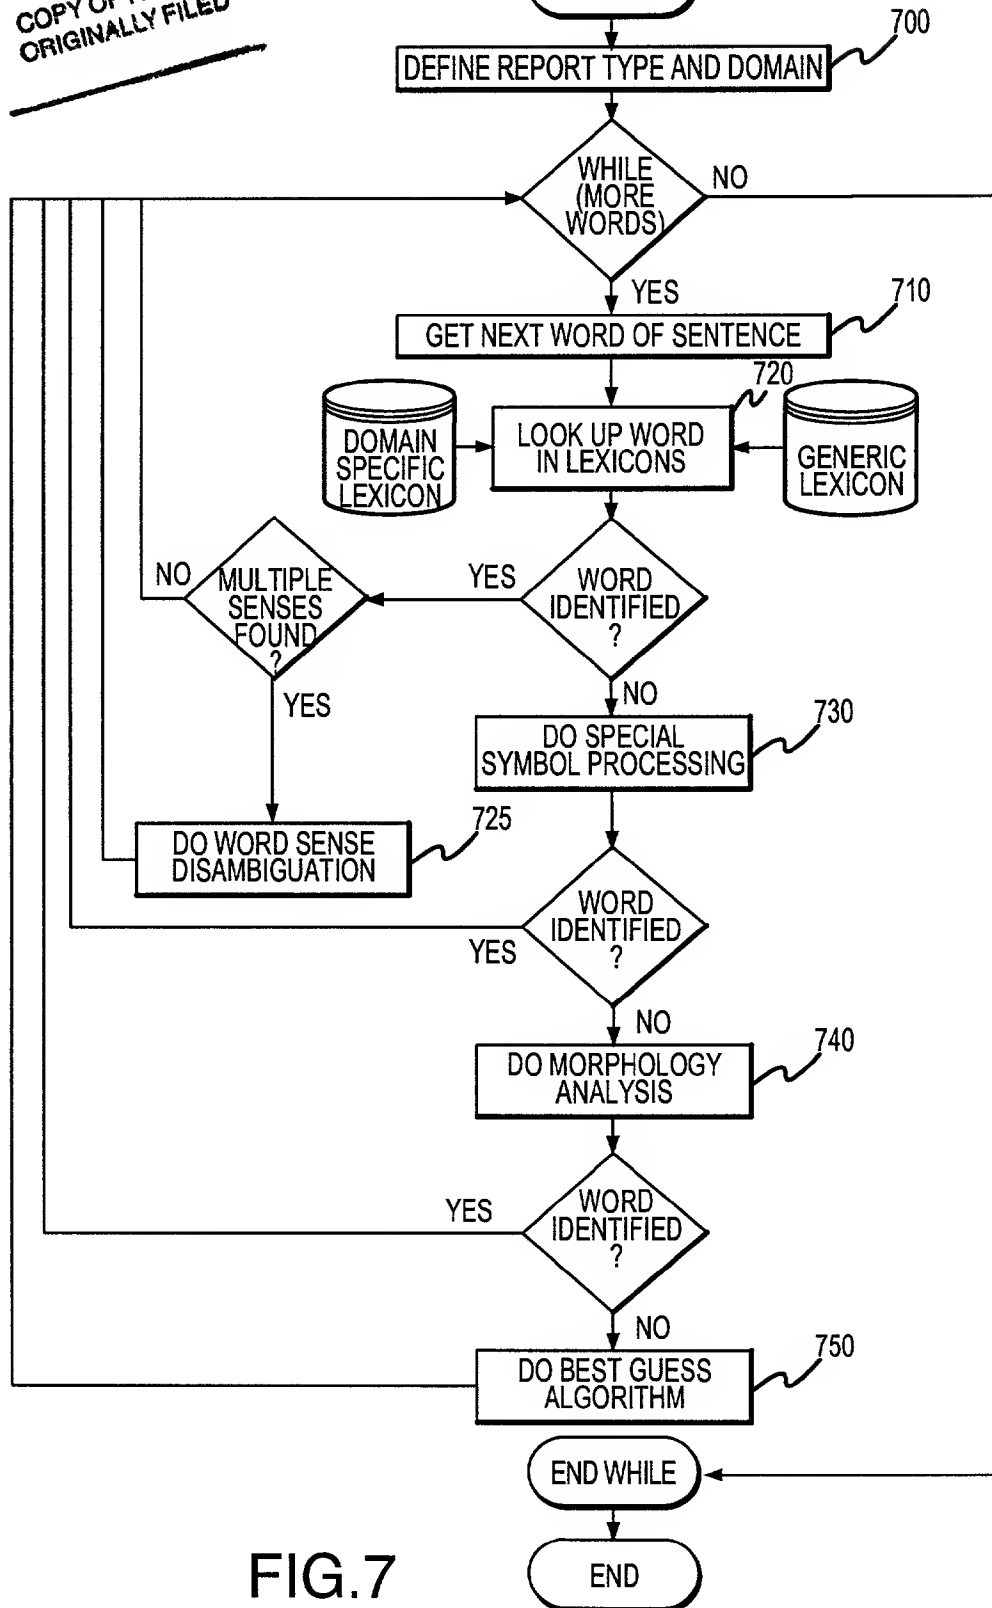 COPY OF
ORIGINALLY FILED
700
DEFINE REPORT TYPE AND DOMAIN
WHILE
(MORE
WORDS)
NO
YES
710
GET NEXT WORD OF SENTENCE
720
DOMAIN
SPECIFIC
LEXICON
LOOK UP WORD
IN LEXICONS
GENERIC
LEXICON
NO
MULTIPLE
SENSES
FOUND
?
YES
WORD
IDENTIFIED
?
YES
NO
730
DO SPECIAL
SYMBOL PROCESSING
725
DO WORD SENSE
DISAMBIGUATION
WORD
IDENTIFIED
?
YES
NO
740
DO MORPHOLOGY
ANALYSIS
YES
WORD
IDENTIFIED
?
NO
750
DO BEST GUESS
ALGORITHM
END WHILE
END
FIG.7